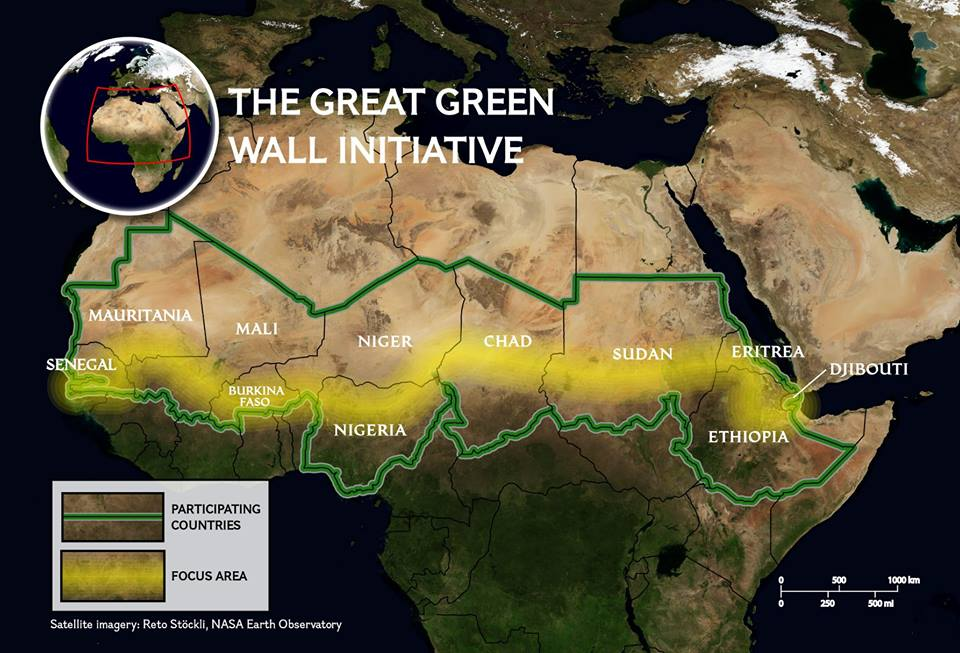 THE GREAT GREEN
WALL INITIATIVE
MAURITANIA
MALI
NIGER
CHAD
SUDAN
ERITREA
DJIBOUTI
SENEGAL
BURKINA
FASO
NIGERIA
ETHIOPIA
PARTICIPATING
COUNTRIES
FOCUS AREA
0 500 1000 km
0 250 500 mi
Satellite imagery: Reto Stöckli, NASA Earth Observatory